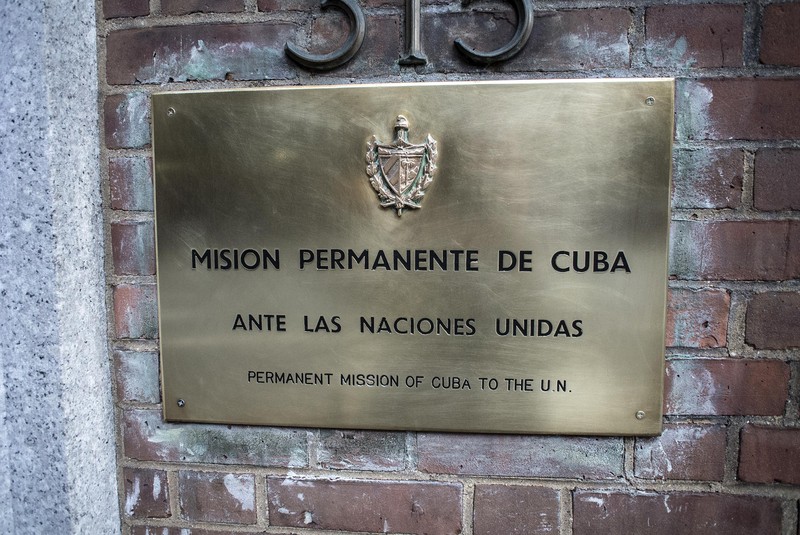 315
MISION PERMANENTE DE CUBA
ANTE LAS NACIONES UNIDAS
PERMANENT MISSION OF CUBA TO THE U.N.